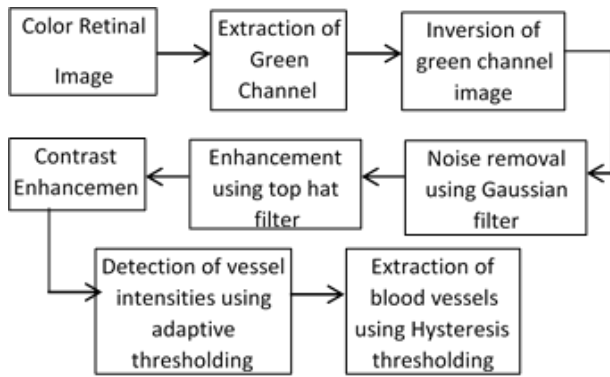 Color Retinal
Image
Extraction of
Green
Channel
Inversion of
green channel
image
Noise removal
using Gaussian
filter
Enhancement
using top hat
filter
Contrast
Enhancemen
Detection of vessel
intensities using
adaptive
thresholding
Extraction of
blood vessels
using Hysteresis
thresholding